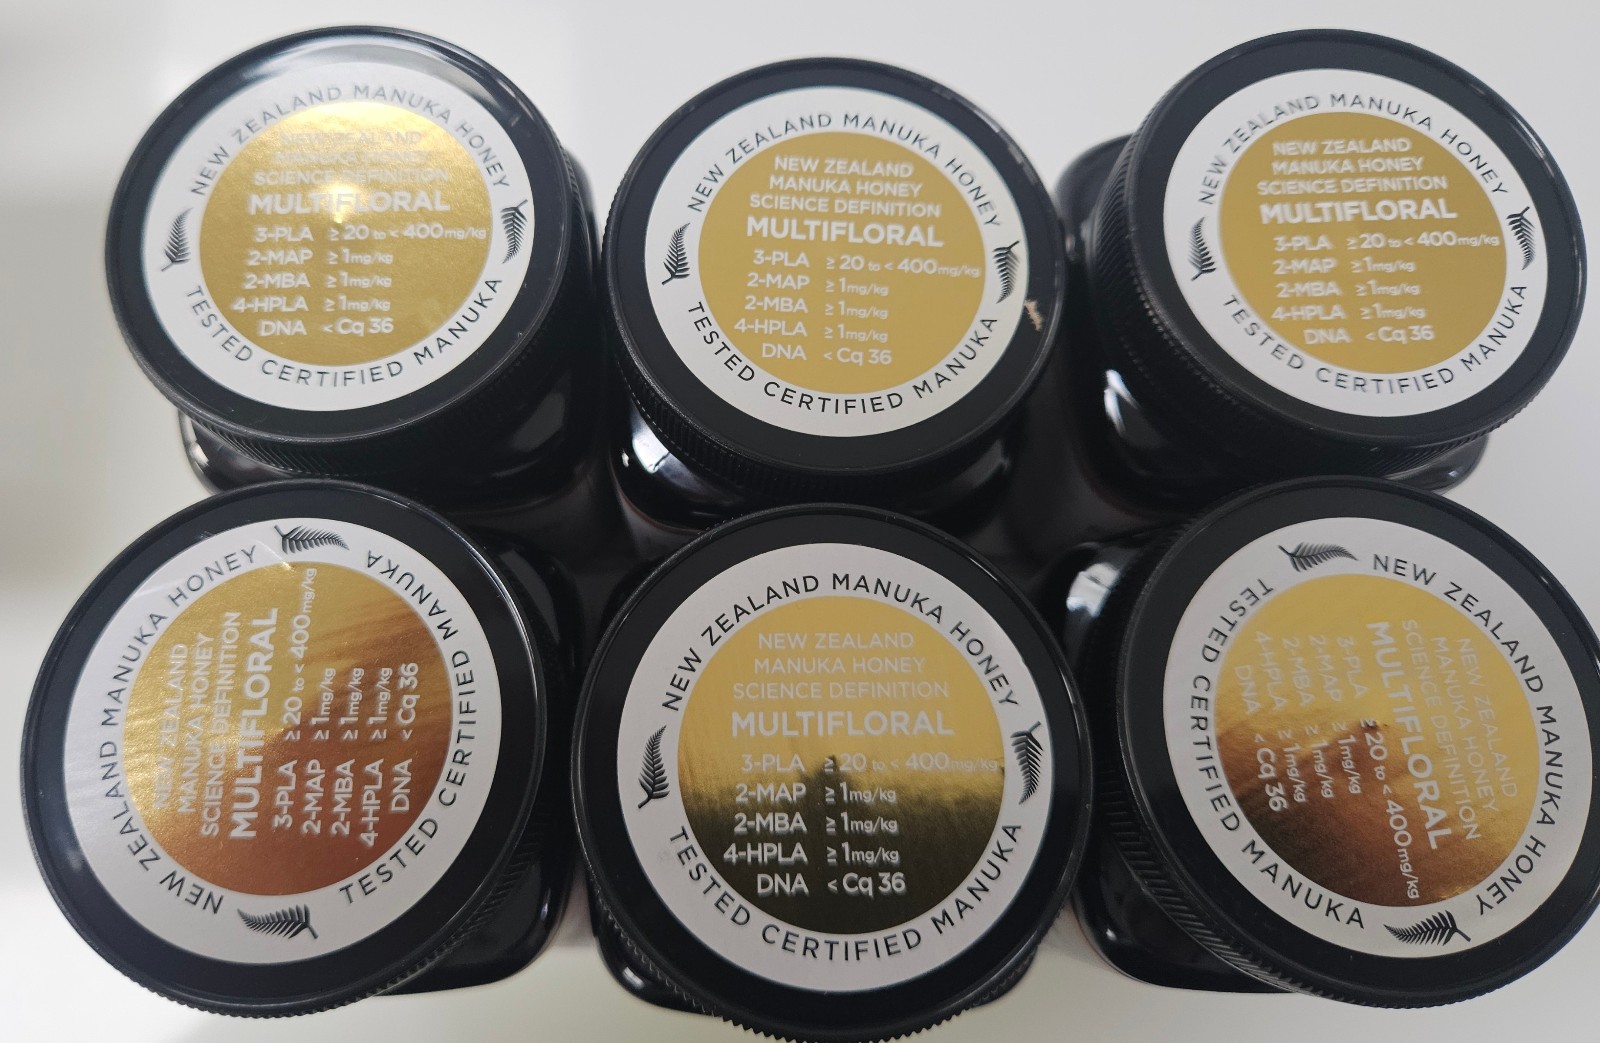 NEW ZEALAND MANUKA HONEY
NEW ZEALAND
MANUKA HONEY
SCIENCE DEFINITION
MULTIFLORAL
3-PLA ≥ 20 to < 400mg/kg
2-MAP ≥ 1mg/kg
2-MBA ≥ 1mg/kg
4-HPLA ≥ 1mg/kg
DNA < Cq 36
TESTED CERTIFIED MANUKA
NEW ZEALAND MANUKA HONEY
NEW ZEALAND
MANUKA HONEY
SCIENCE DEFINITION
MULTIFLORAL
3-PLA ≥ 20 to < 400mg/kg
2-MAP ≥ 1mg/kg
2-MBA ≥ 1mg/kg
4-HPLA ≥ 1mg/kg
DNA < Cq 36
TESTED CERTIFIED MANUKA
NEW ZEALAND MANUKA HONEY
NEW ZEALAND
MANUKA HONEY
SCIENCE DEFINITION
MULTIFLORAL
3-PLA ≥ 20 to < 400mg/kg
2-MAP ≥ 1mg/kg
2-MBA ≥ 1mg/kg
4-HPLA ≥ 1mg/kg
DNA < Cq 36
TESTED CERTIFIED MANUKA
NEW ZEALAND MANUKA HONEY
NEW ZEALAND
MANUKA HONEY
SCIENCE DEFINITION
MULTIFLORAL
3-PLA ≥ 20 to < 400mg/kg
2-MAP ≥ 1mg/kg
2-MBA ≥ 1mg/kg
4-HPLA ≥ 1mg/kg
DNA < Cq 36
TESTED CERTIFIED MANUKA
NEW ZEALAND MANUKA HONEY
NEW ZEALAND
MANUKA HONEY
SCIENCE DEFINITION
MULTIFLORAL
3-PLA ≥ 20 to < 400mg/kg
2-MAP ≥ 1mg/kg
2-MBA ≥ 1mg/kg
4-HPLA ≥ 1mg/kg
DNA < Cq 36
TESTED CERTIFIED MANUKA
NEW ZEALAND MANUKA HONEY
NEW ZEALAND
MANUKA HONEY
SCIENCE DEFINITION
MULTIFLORAL
3-PLA ≥ 20 to < 400mg/kg
2-MAP ≥ 1mg/kg
2-MBA ≥ 1mg/kg
4-HPLA ≥ 1mg/kg
DNA < Cq 36
TESTED CERTIFIED MANUKA